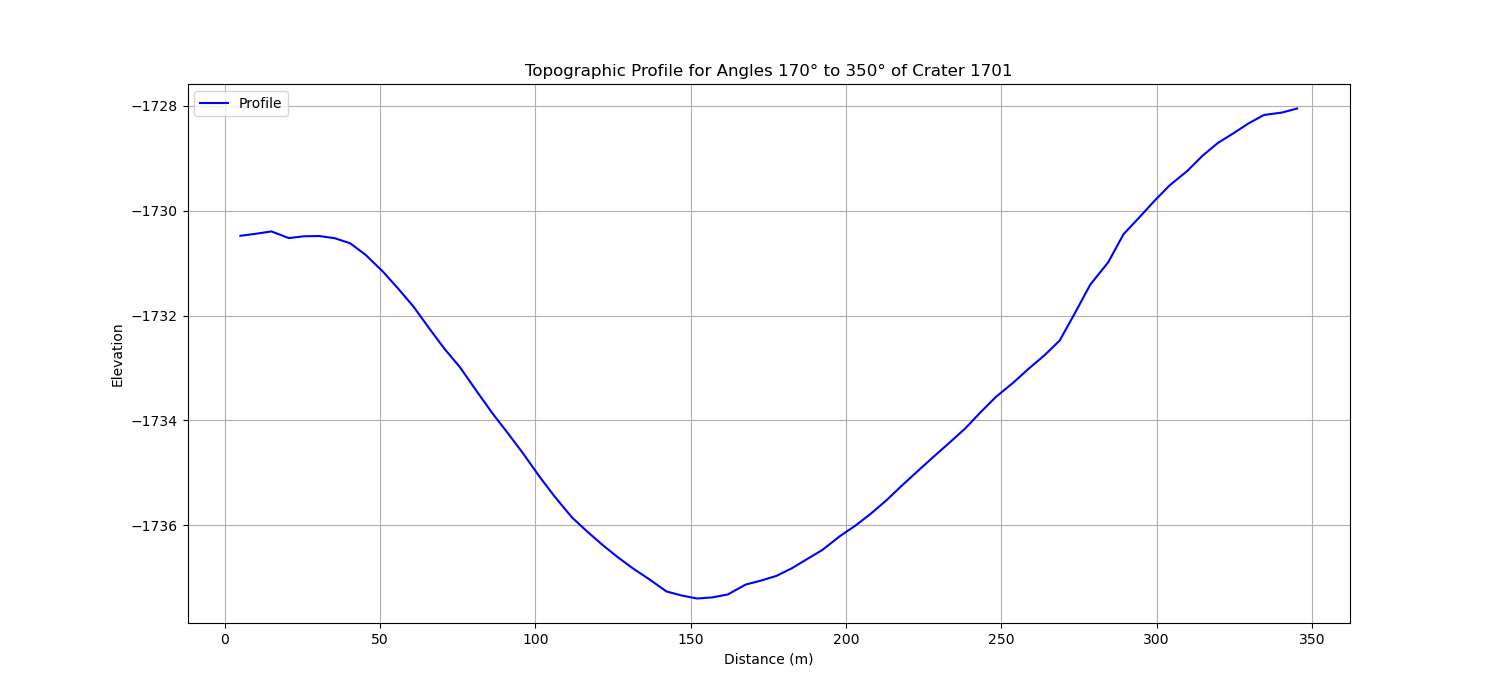 Topographic Profile for Angles 170° to 350° of Crater 1701
Profile
−1728
−1730
−1732
−1734
−1736
Elevation
0 50 100 150 200 250 300 350
Distance (m)